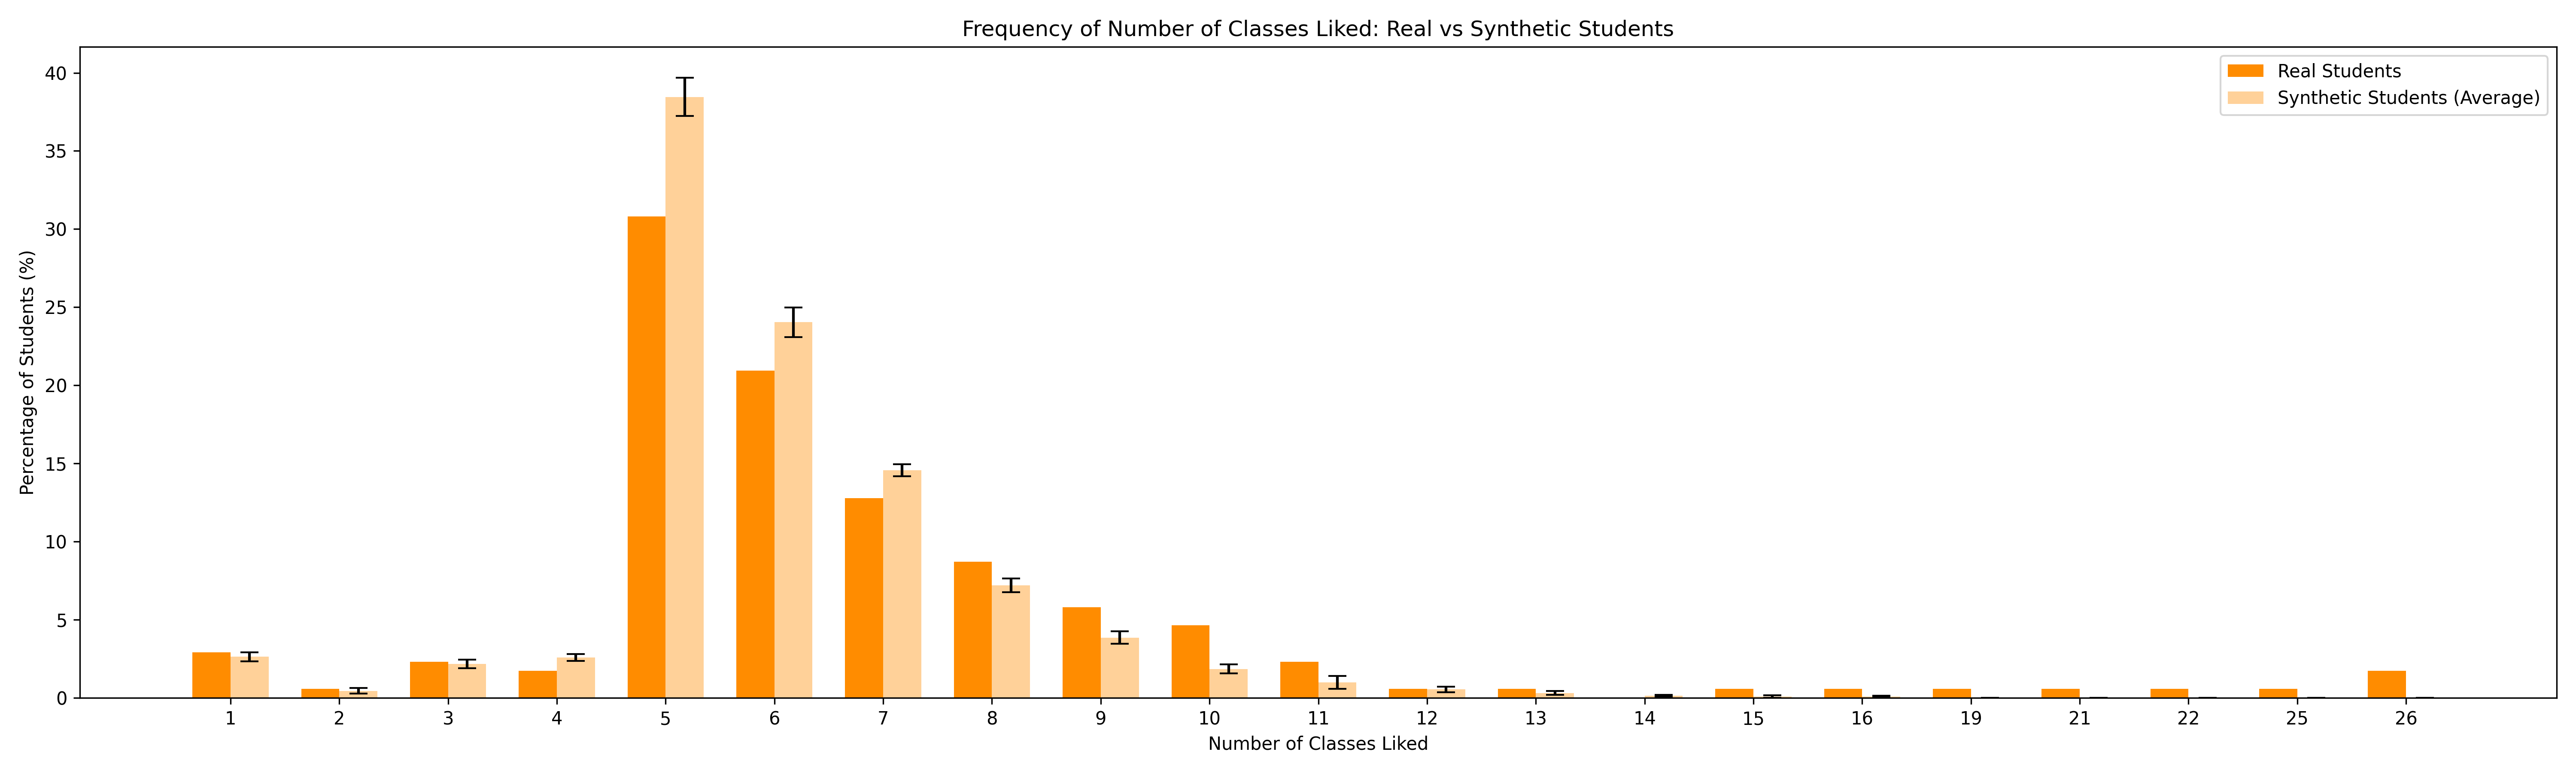 Frequency of Number of Classes Liked: Real vs Synthetic Students
Real Students
Synthetic Students (Average)
Percentage of Students (%)
40
35
30
25
20
15
10
5
0
1 2 3 4 5 6 7 8 9 10 11 12 13 14 15 16 19 21 22 25 26
Number of Classes Liked